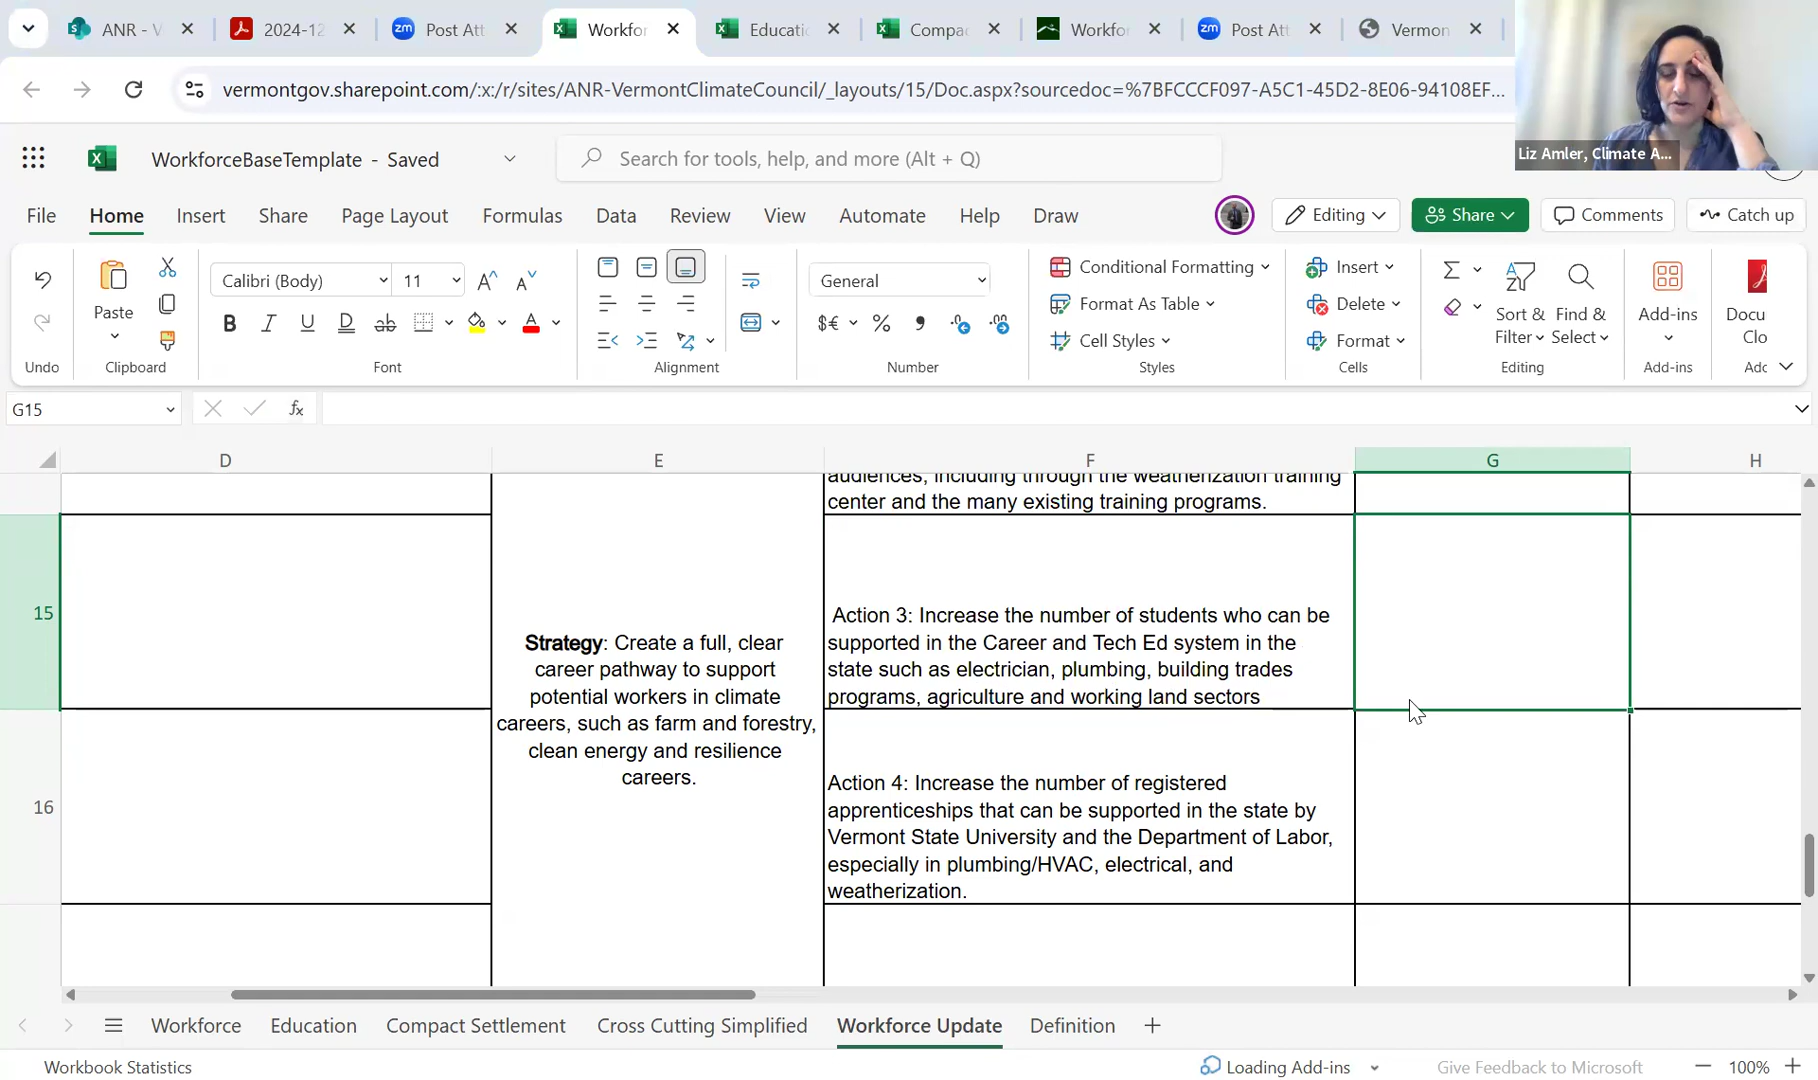 ANR - V
2024-12
Post Att
Workfor
Educatio
Compac
Workfor
Post Att
Vermon
vermontgov.sharepoint.com/:x:/r/sites/ANR-VermontClimateCouncil/_layouts/15/Doc.aspx?sourcedoc=%7BFCCCF097-A5C1-45D2-8E06-94108EF...
Liz Amler, Climate A...
WorkforceBaseTemplate - Saved
Search for tools, help, and more (Alt + Q)
File Home Insert Share Page Layout Formulas Data Review View Automate Help Draw
Editing Share Comments Catch up
Paste
Calibri (Body) 11
General
Conditional Formatting
Format As Table
Cell Styles
Insert
Delete
Format
Sort & Filter
Find & Select
Add-ins
Docu
Clo
Undo Clipboard Font Alignment Number Styles Cells Editing Add-ins Adc
G15
D E F G H
audiences, including through the weatherization training
center and the many existing training programs.
15
Action 3: Increase the number of students who can be
supported in the Career and Tech Ed system in the
state such as electrician, plumbing, building trades
programs, agriculture and working land sectors
Strategy: Create a full, clear
career pathway to support
potential workers in climate
careers, such as farm and forestry,
clean energy and resilience
careers.
16
Action 4: Increase the number of registered
apprenticeships that can be supported in the state by
Vermont State University and the Department of Labor,
especially in plumbing/HVAC, electrical, and
weatherization.
Workforce Education Compact Settlement Cross Cutting Simplified Workforce Update Definition
Workbook Statistics
Loading Add-ins
Give Feedback to Microsoft
100%